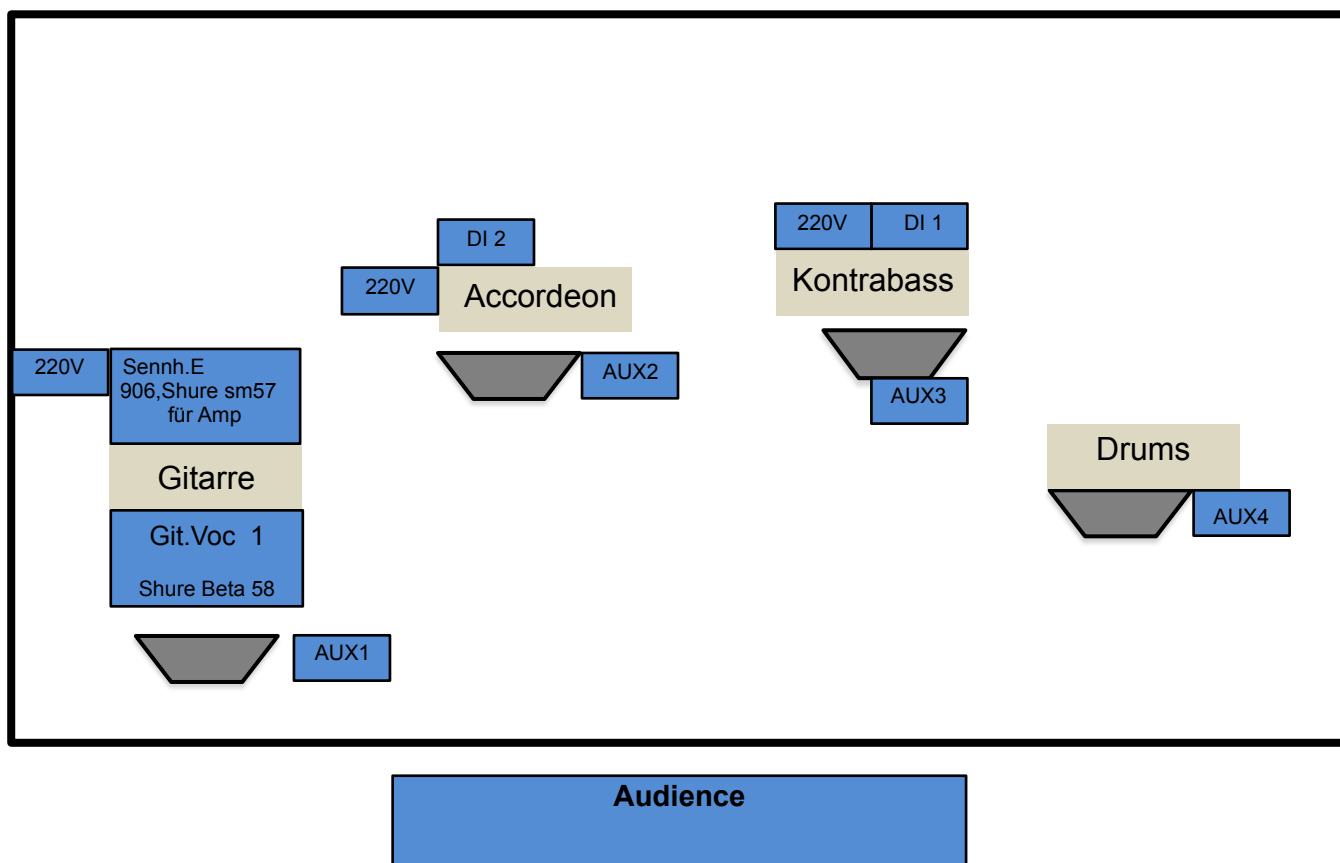 220V
DI 1
DI 2
Kontrabass
220V
Accordeon
220V
Sennh.E
906,Shure sm57
für Amp
AUX2
AUX3
Drums
Gitarre
AUX4
Git.Voc 1
Shure Beta 58
AUX1
Audience